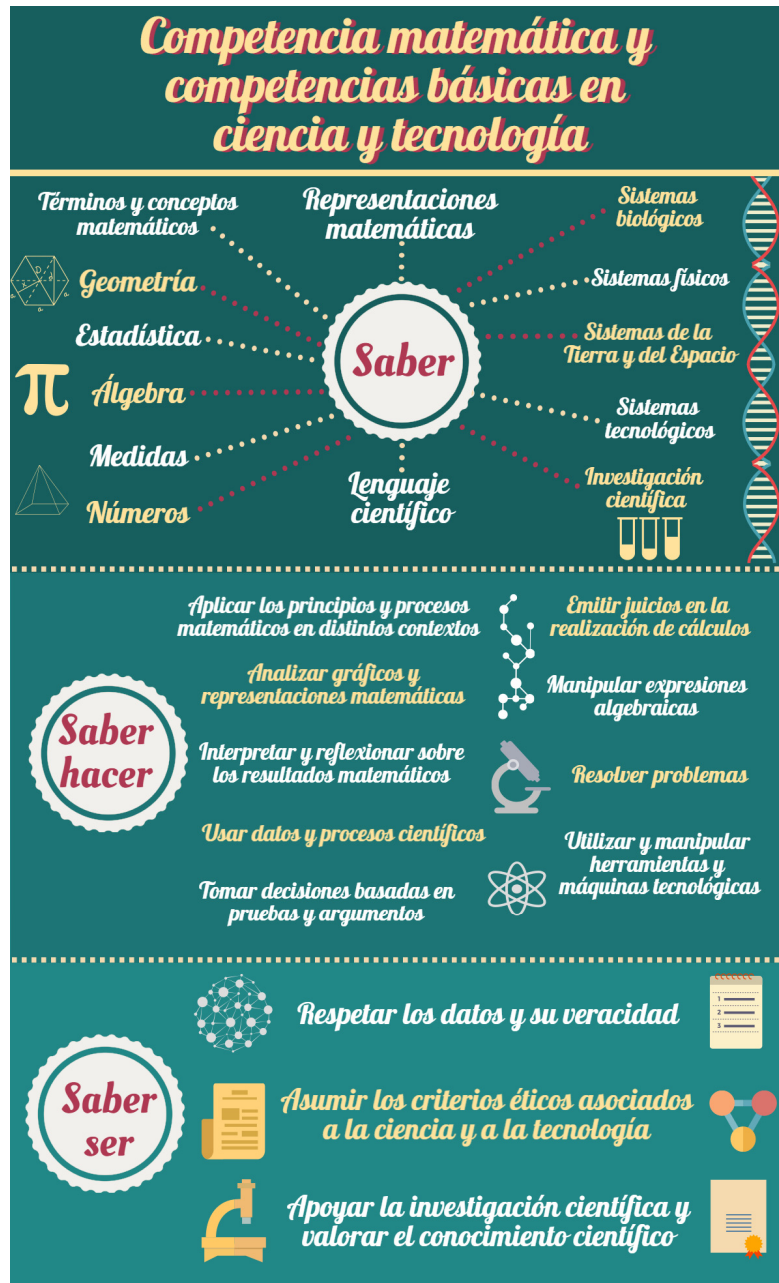 Competencia matemática y
competencias básicas en
ciencia y tecnología
Términos y conceptos
matemáticos
Geometría
Estadística
Álgebra
Medidas
Números
Representaciones
matemáticas
Saber
Lenguaje
científico
Sistemas
biológicos
Sistemas físicos
Sistemas de la
Tierra y del Espacio
Sistemas
tecnológicos
Investigación
científica
Saber
hacer
Aplicar los principios y procesos
matemáticos en distintos contextos
Analizar gráficos y
representaciones matemáticas
Interpretar y reflexionar sobre
los resultados matemáticos
Usar datos y procesos científicos
Tomar decisiones basadas en
pruebas y argumentos
Emitir juicios en la
realización de cálculos
Manipular expresiones
algebraicas
Resolver problemas
Utilizar y manipular
herramientas y
máquinas tecnológicas
Saber
ser
Respetar los datos y su veracidad
1
2
3
Asumir los criterios éticos asociados
a la ciencia y a la tecnología
Apoyar la investigación científica y
valorar el conocimiento científico